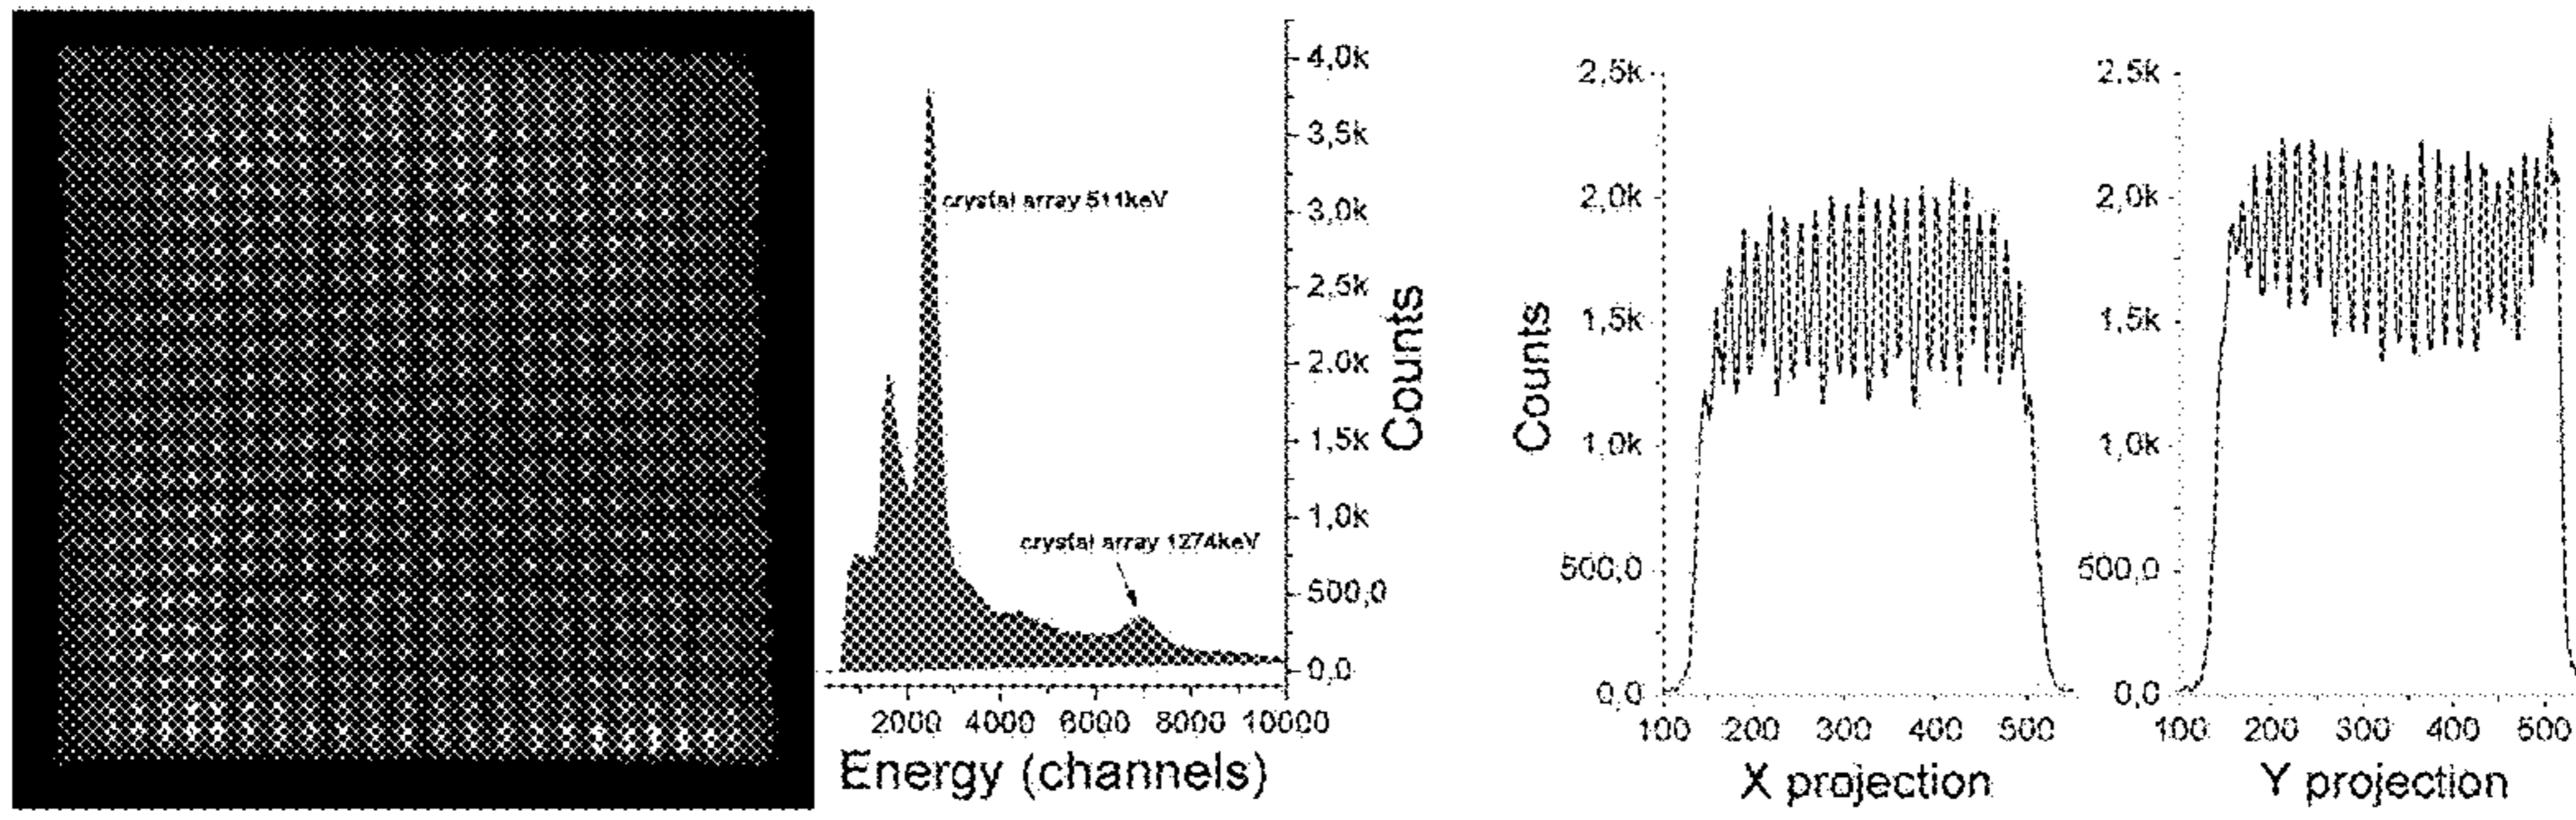 4,0k
3,5k
crystal array 511keV
3,0k
2,5k
2,0k
1,5k
1,0k
crystal array 1274keV
500,0
0,0
Counts
2000 4000 6000 8000 10000
Energy (channels)
2,5k
2,0k
1,5k
1,0k
500,0
0,0
Counts
100 200 300 400 500
X projection
2,5k
2,0k
1,5k
1,0k
500,0
0,0
100 200 300 400 500
Y projection